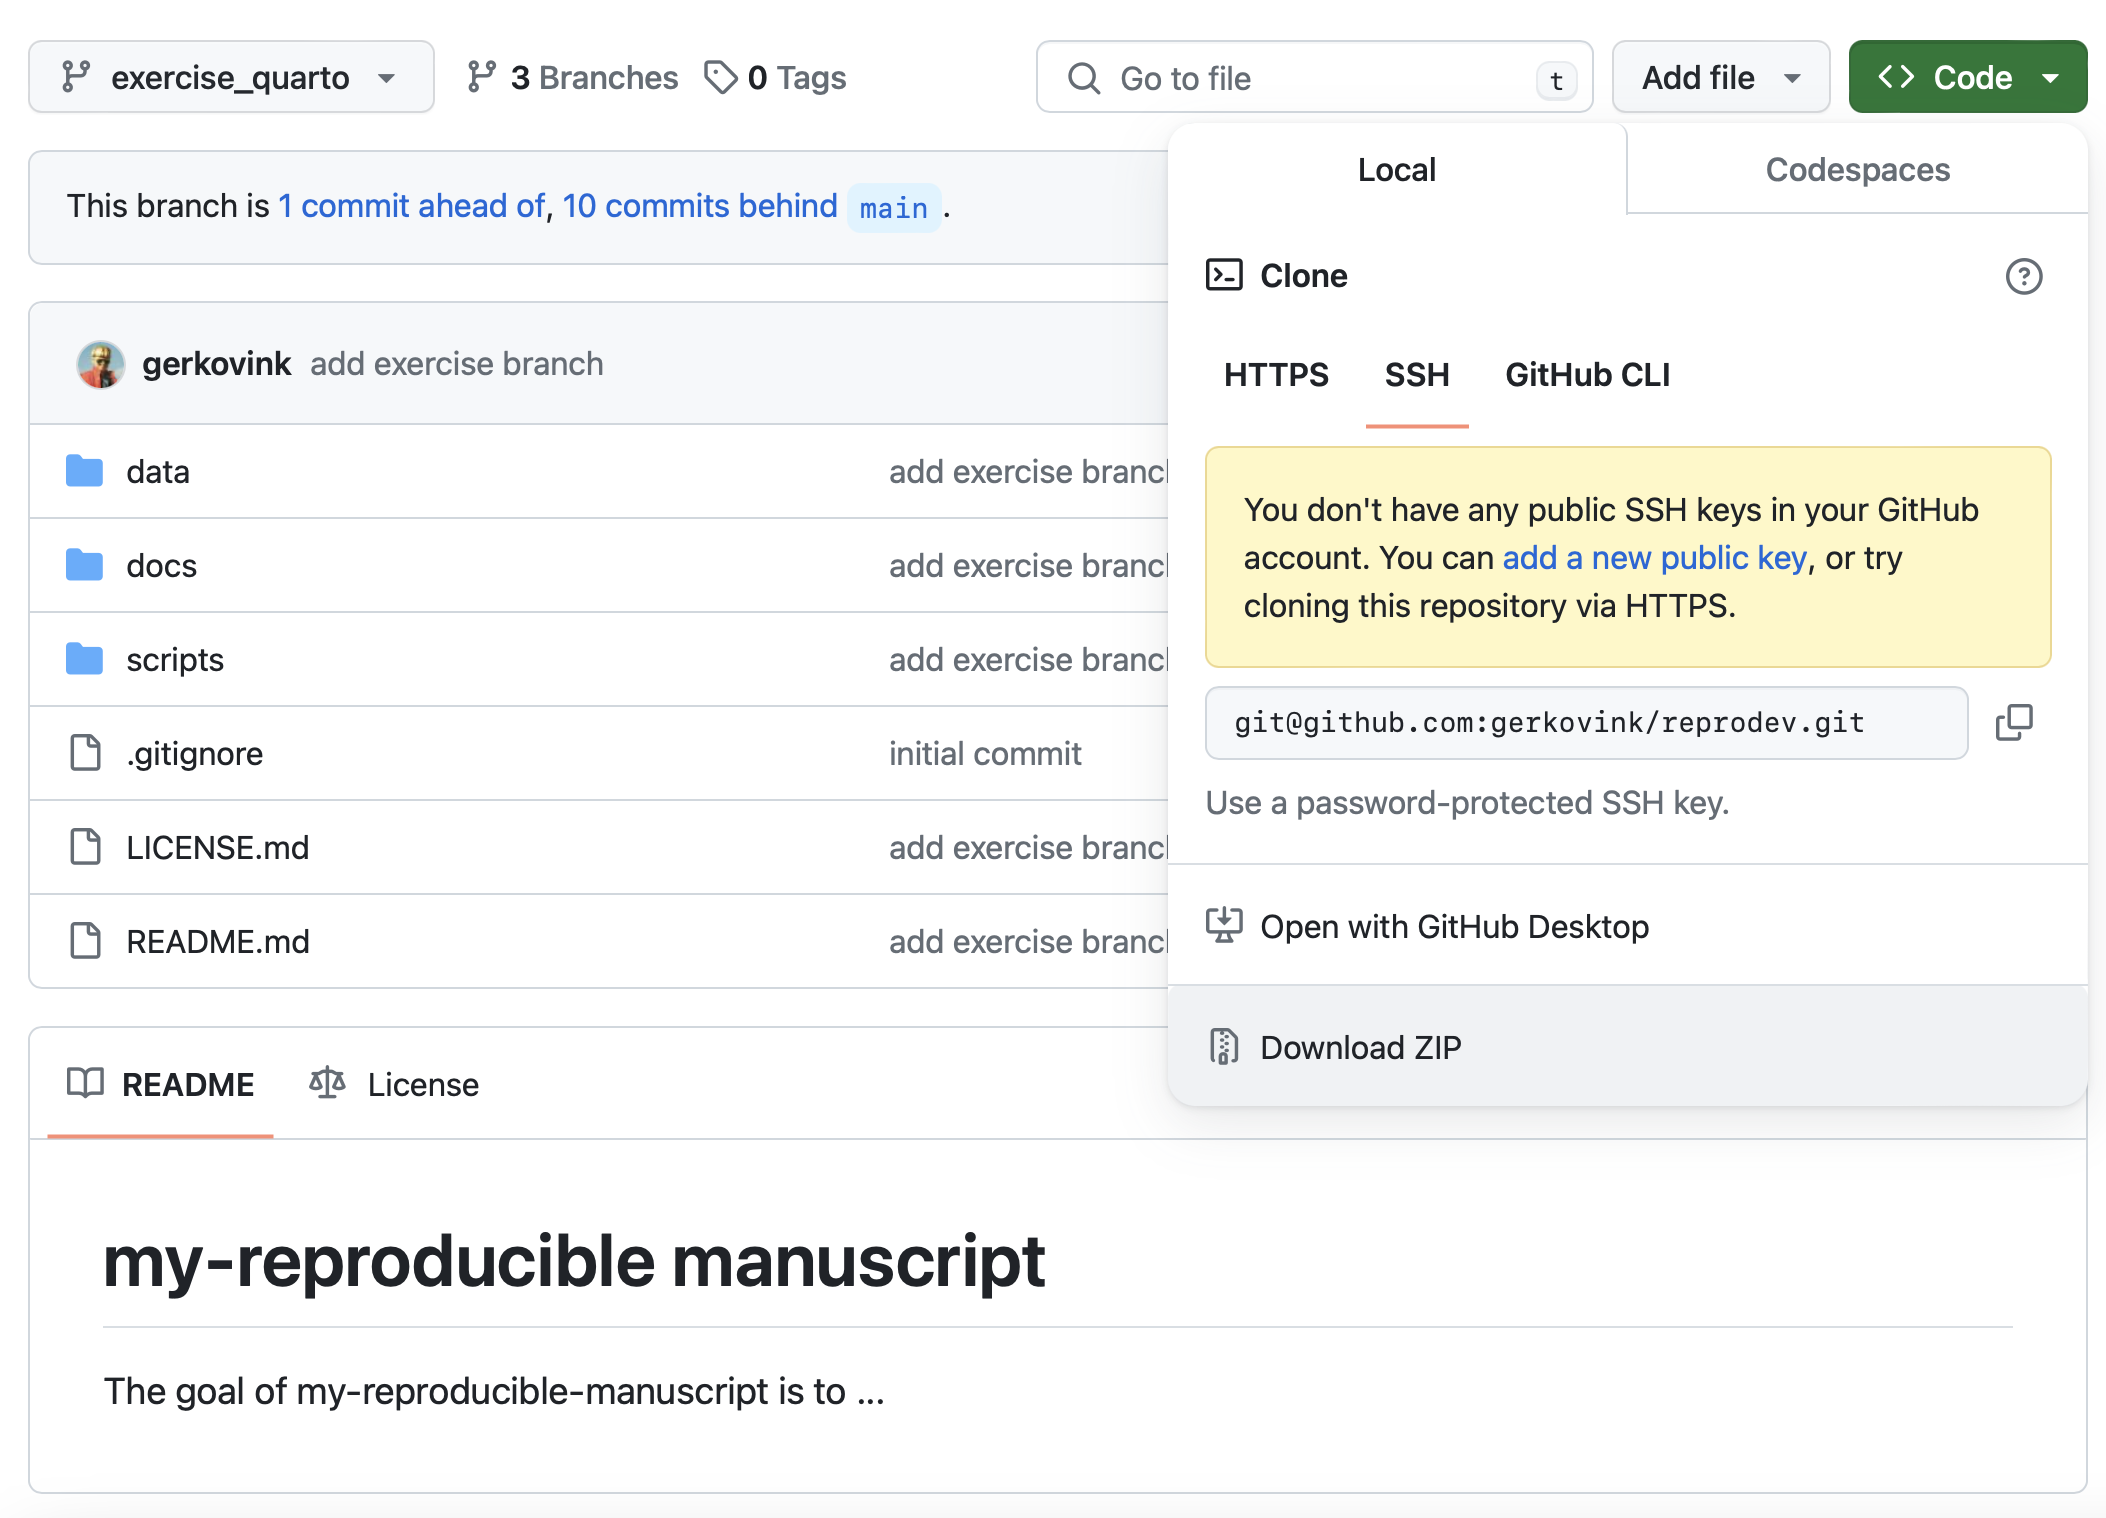 exercise_quarto
3 Branches
0 Tags
Go to file
t
Add file
Code
This branch is 1 commit ahead of, 10 commits behind main .
gerkovink add exercise branch
data add exercise branch
docs add exercise branch
scripts add exercise branch
.gitignore initial commit
LICENSE.md add exercise branch
README.md add exercise branch
Local
Codespaces
Clone
HTTPS
SSH
GitHub CLI
You don't have any public SSH keys in your GitHub
account. You can add a new public key, or try
cloning this repository via HTTPS.
git@github.com:gerkovink/reprodev.git
Use a password-protected SSH key.
Open with GitHub Desktop
Download ZIP
README
License
my-reproducible manuscript
The goal of my-reproducible-manuscript is to ...